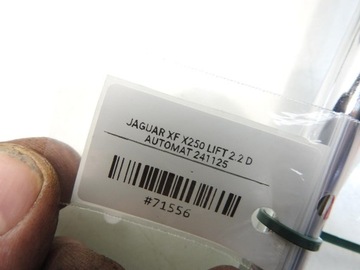 JAGUAR XF X250 LIFT 2.2 D
AUTOMAT 241125
#71556